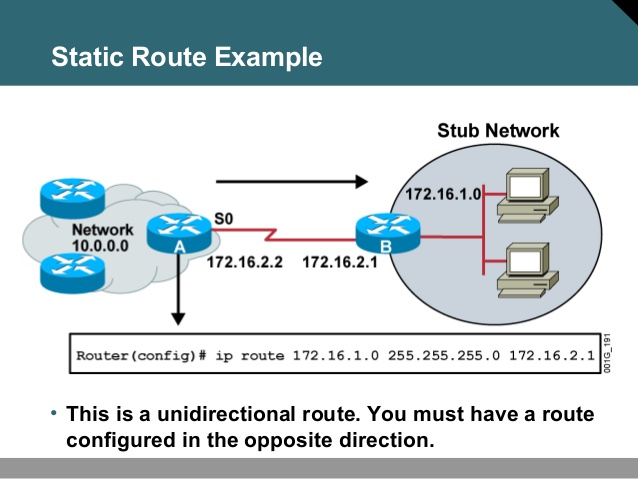 Static Route Example
Stub Network
172.16.1.0
Network
10.0.0.0
A
S0
B
172.16.2.2
172.16.2.1
Router(config)# ip route 172.16.1.0 255.255.255.0 172.16.2.1
001G_191
• This is a unidirectional route. You must have a route
configured in the opposite direction.